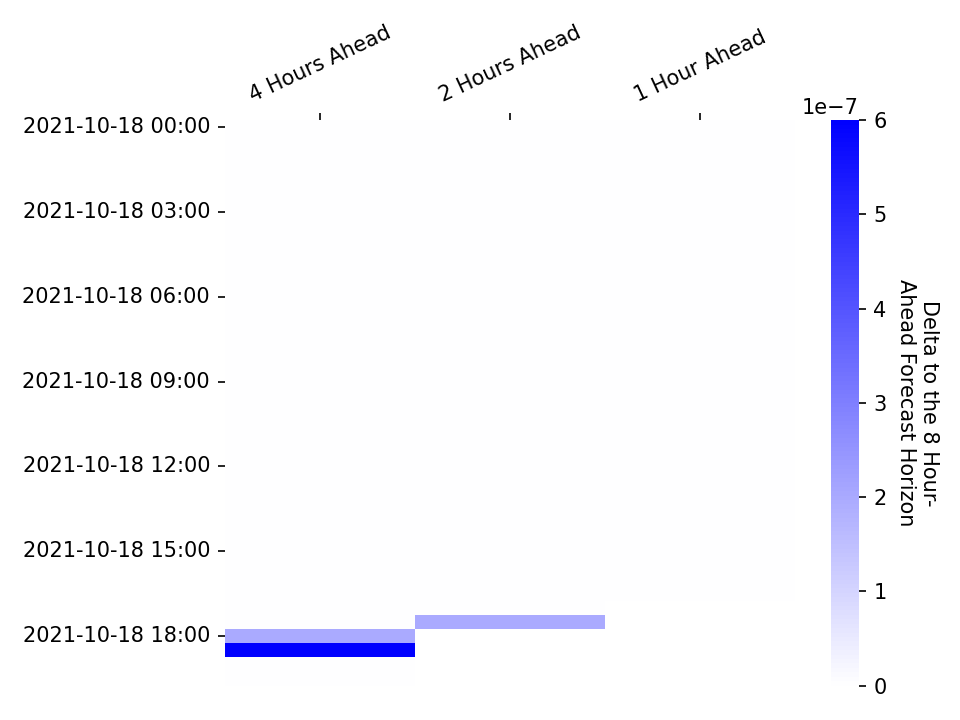 4 Hours Ahead
2 Hours Ahead
1 Hour Ahead
2021-10-18 00:00
2021-10-18 03:00
2021-10-18 06:00
2021-10-18 09:00
2021-10-18 12:00
2021-10-18 15:00
2021-10-18 18:00
1e−7
6
5
4
3
2
1
0
Delta to the 8 Hour-
Ahead Forecast Horizon